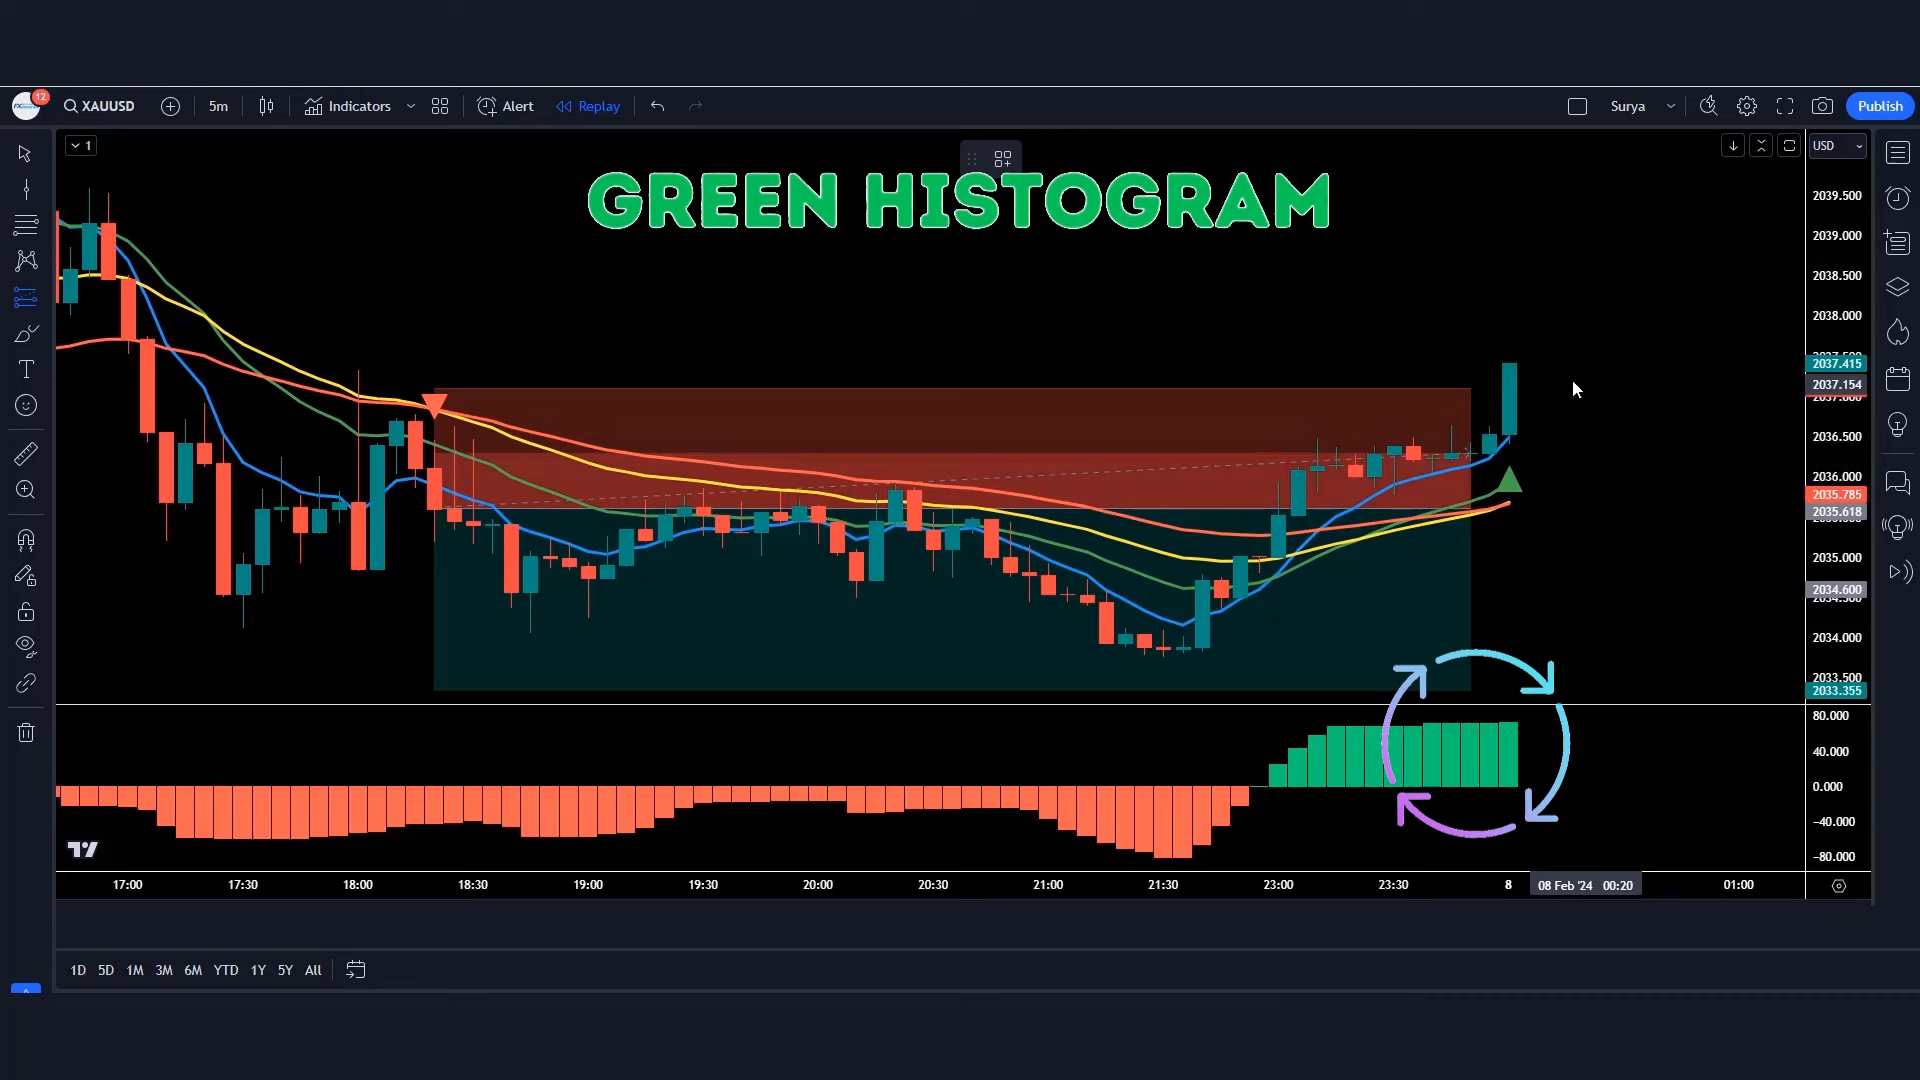 12
XAUUSD
5m
Indicators
Alert
Replay
Surya
Publish
1
USD
GREEN HISTOGRAM
2039.500
2039.000
2038.500
2038.000
2037.415
2037.154
2036.500
2036.000
2035.785
2035.618
2035.000
2034.600
2034.000
2033.500
2033.355
80.000
40.000
0.000
−40.000
−80.000
17:00 17:30 18:00 18:30 19:00 19:30 20:00 20:30 21:00 21:30 23:00 23:30 8 08 Feb '24 00:20 01:00
1D 5D 1M 3M 6M YTD 1Y 5Y All